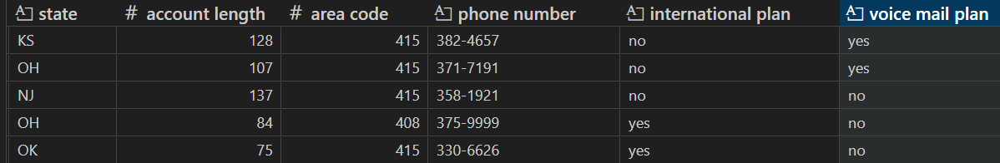 state # account length # area code phone number international plan voice mail plan
KS 128 415 382-4657 no yes
OH 107 415 371-7191 no yes
NJ 137 415 358-1921 no no
OH 84 408 375-9999 yes no
OK 75 415 330-6626 yes no